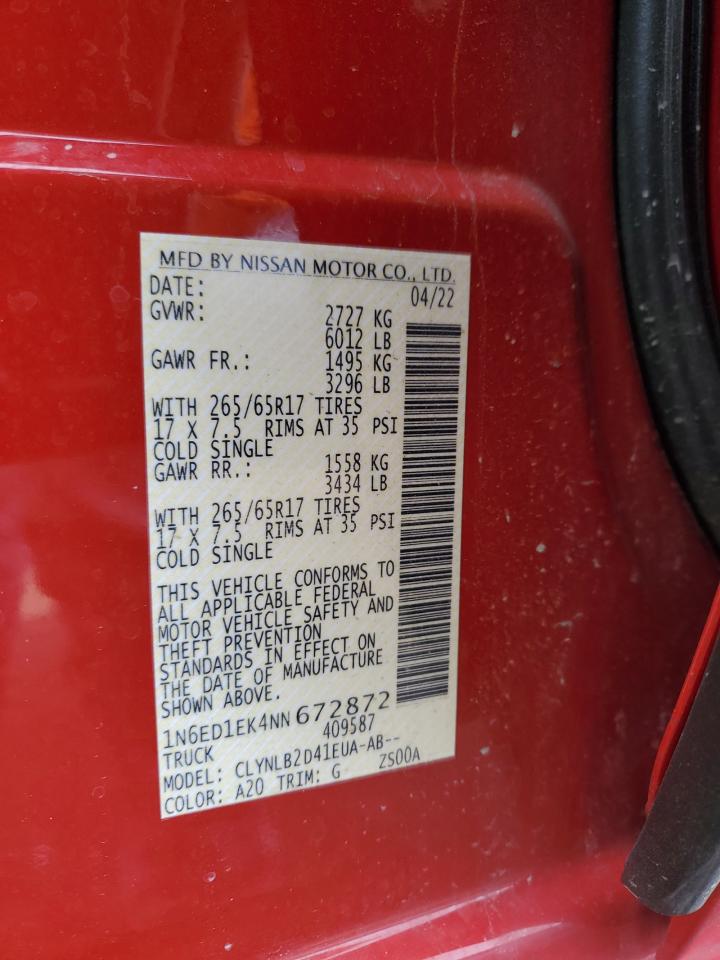 MFD BY NISSAN MOTOR CO., LTD.
DATE: 04/22
GVWR: 2727 KG
6012 LB
GAWR FR.: 1495 KG
3296 LB
WITH 265/65R17 TIRES
17 X 7.5 RIMS AT 35 PSI
COLD SINGLE
GAWR RR.: 1558 KG
3434 LB
WITH 265/65R17 TIRES
17 X 7.5 RIMS AT 35 PSI
COLD SINGLE
THIS VEHICLE CONFORMS TO
ALL APPLICABLE FEDERAL
MOTOR VEHICLE SAFETY AND
THEFT PREVENTION
STANDARDS IN EFFECT ON
THE DATE OF MANUFACTURE
SHOWN ABOVE.
1N6ED1EK4NN672872
TRUCK 409587
MODEL: CLYNLB2D41EUA-AB--
COLOR: A20 TRIM: G ZS00A